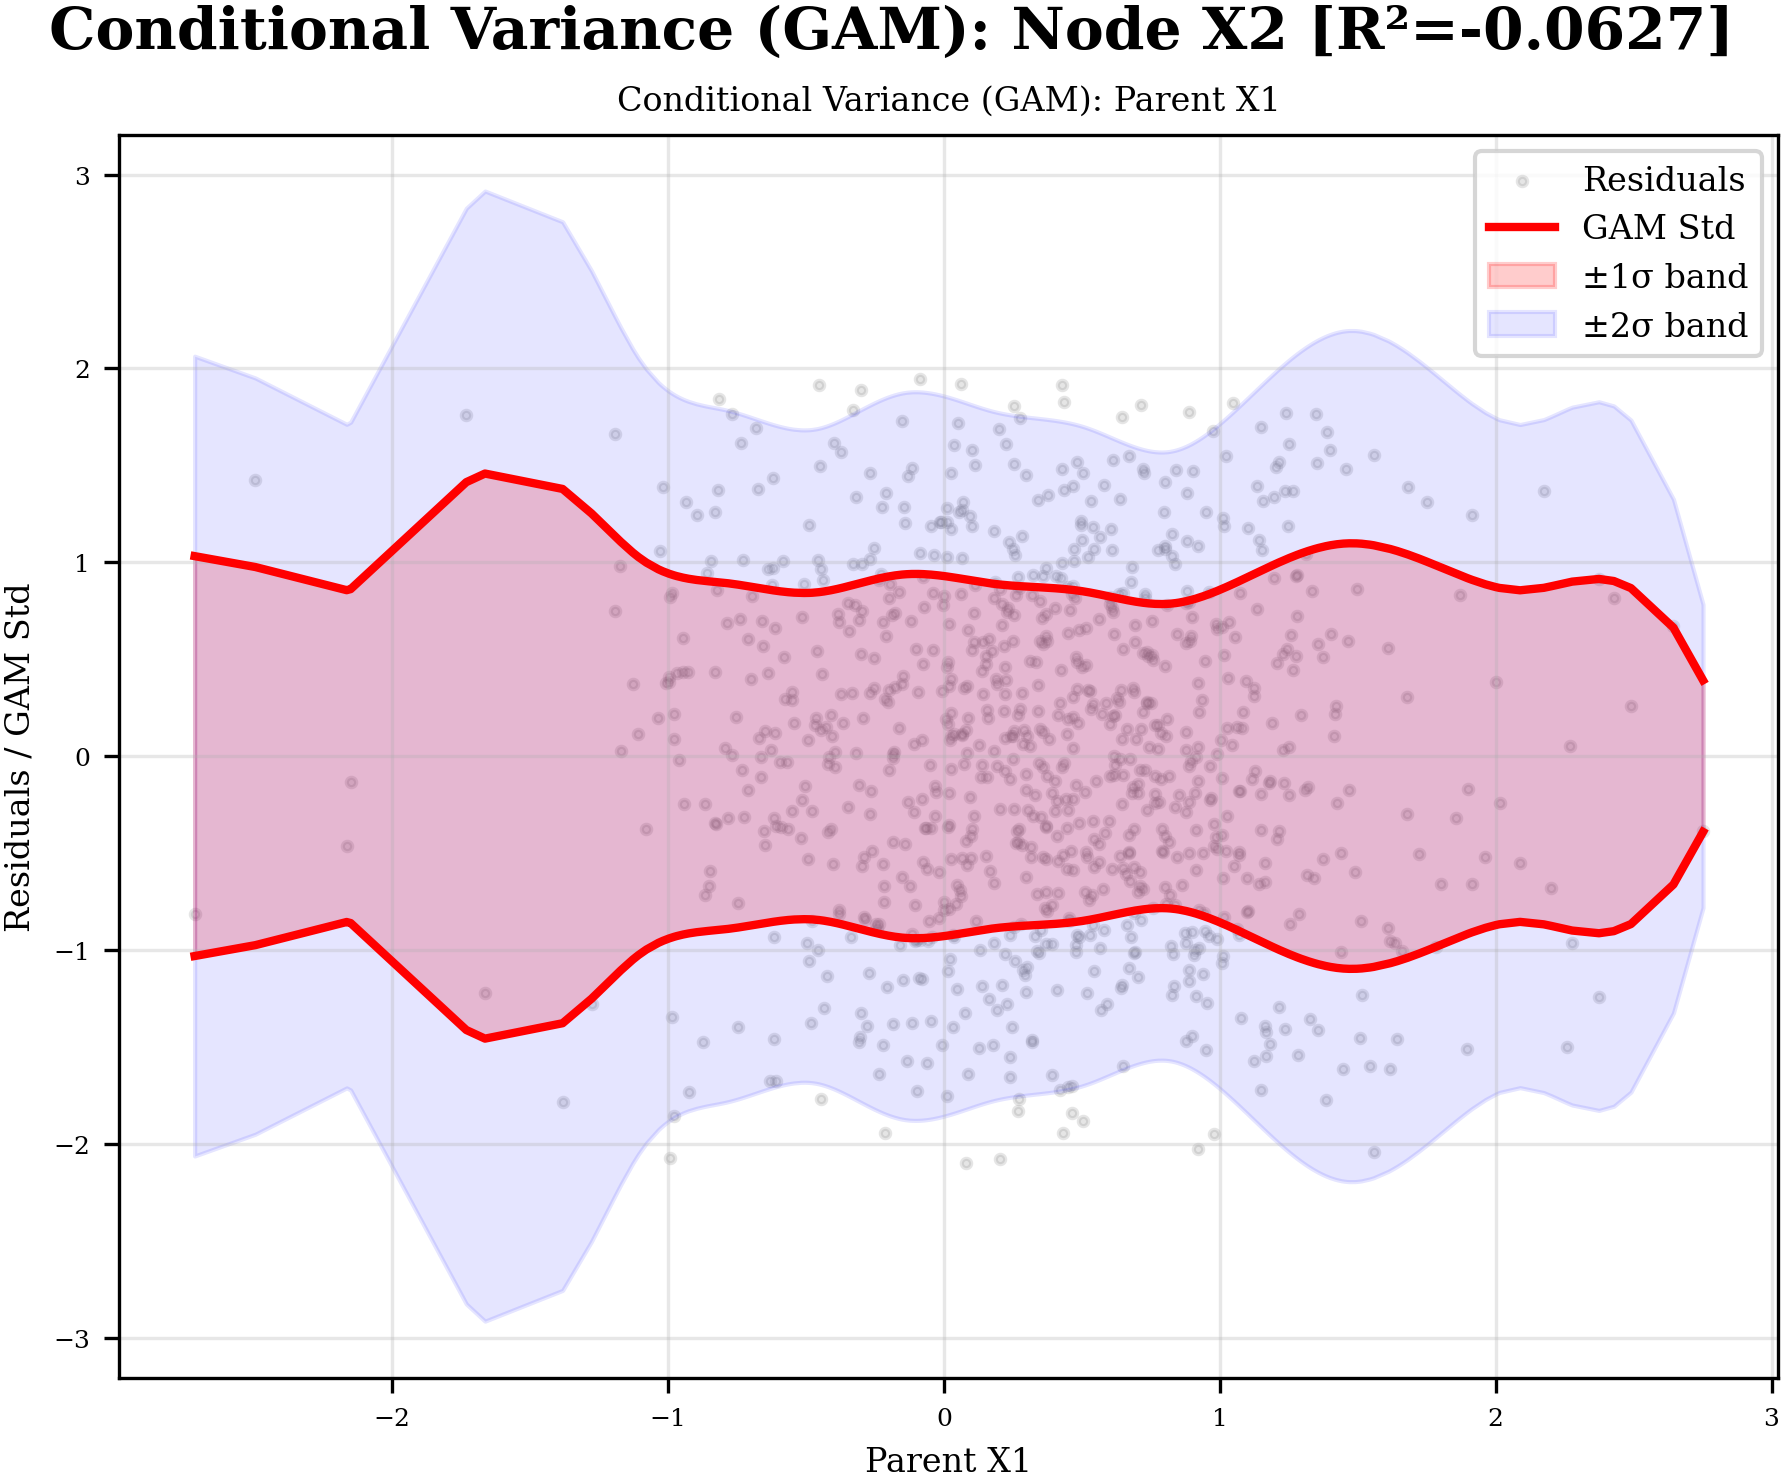 Conditional Variance (GAM): Node X2 [R²=-0.0627]
Conditional Variance (GAM): Parent X1
Residuals
GAM Std
±1σ band
±2σ band
Residuals / GAM Std
3
2
1
0
−1
−2
−3
−2
−1
0
1
2
3
Parent X1